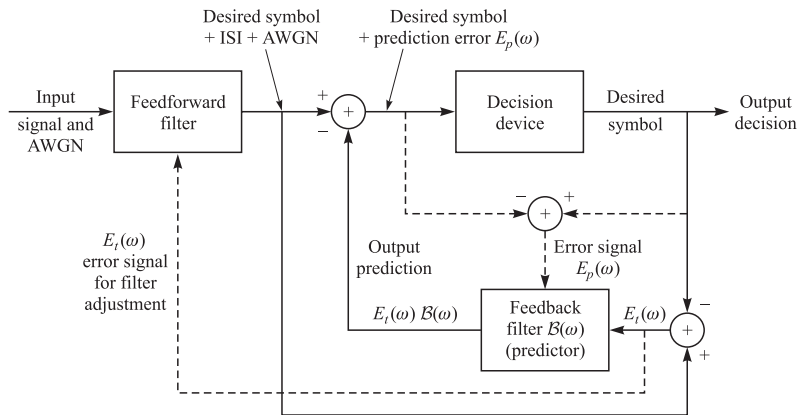 Desired symbol
+ ISI + AWGN
Desired symbol
+ prediction error E_p(ω)
Input
signal and
AWGN
Feedforward
filter
+
−
+
Decision
device
Desired
symbol
Output
decision
−
+
+
E_t(ω)
error signal
for filter
adjustment
Output
prediction
Error signal
E_p(ω)
E_t(ω) ℬ(ω)
Feedback
filter ℬ(ω)
(predictor)
E_t(ω)
−
+
+